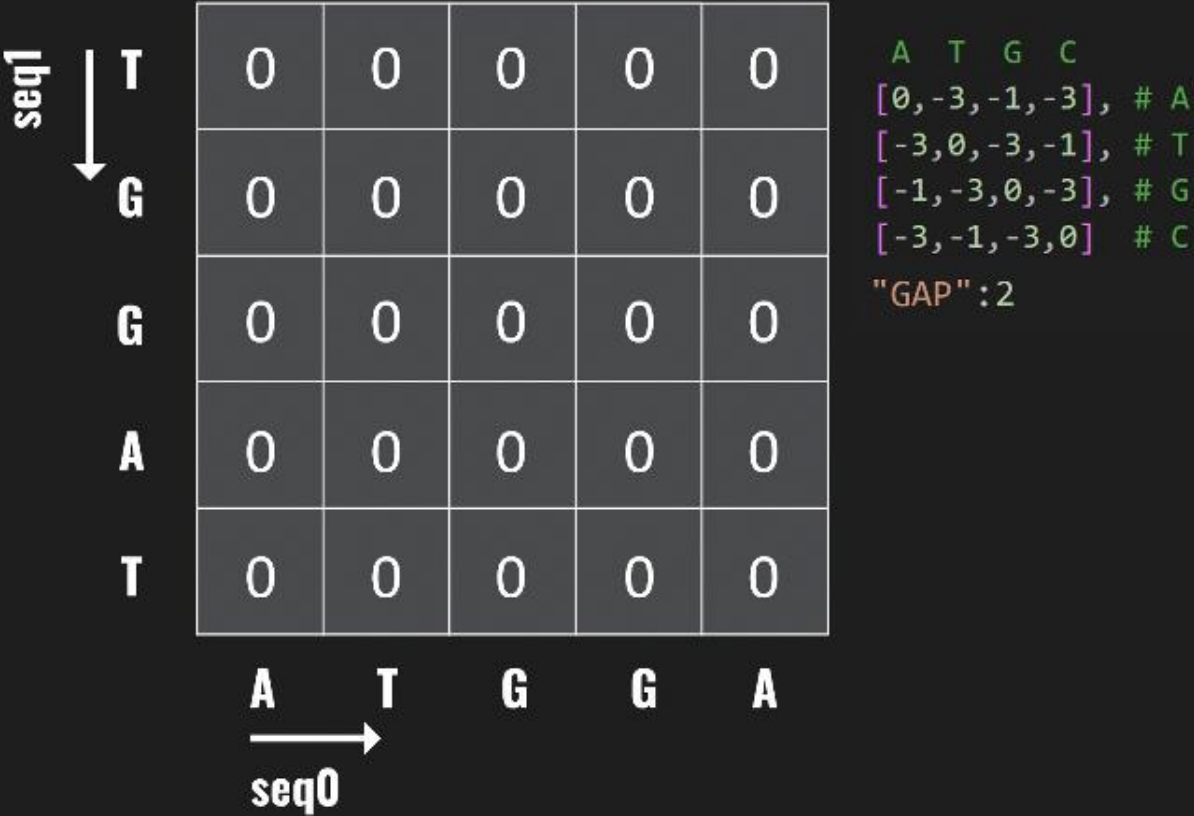 seq1
T 0 0 0 0 0
G 0 0 0 0 0
G 0 0 0 0 0
A 0 0 0 0 0
T 0 0 0 0 0
A T G G A
seq0
A T G C
[0,-3,-1,-3], # A
[-3,0,-3,-1], # T
[-1,-3,0,-3], # G
[-3,-1,-3,0] # C
"GAP":2